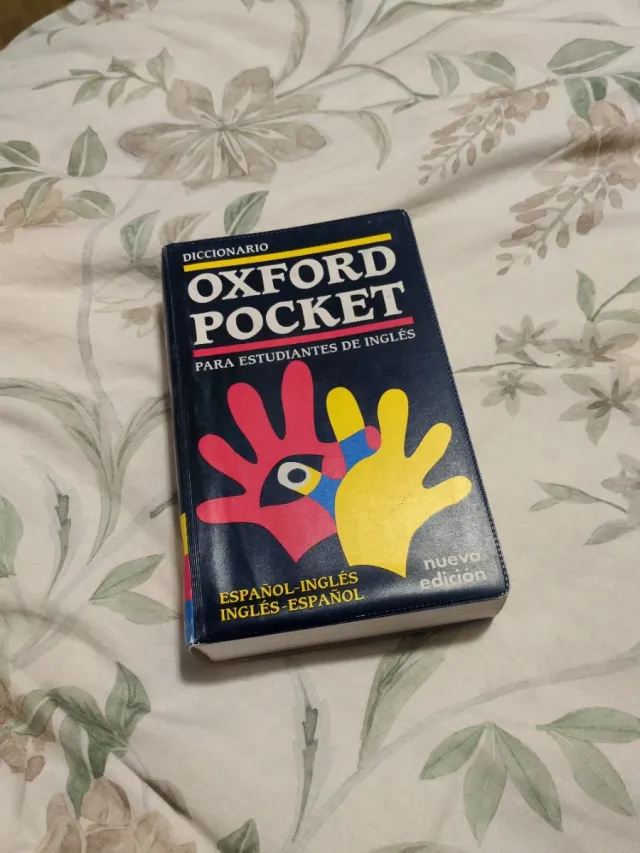 DICCIONARIO
OXFORD
POCKET
PARA ESTUDIANTES DE INGLÉS
ESPAÑOL-INGLÉS
INGLÉS-ESPAÑOL
nueva
edición